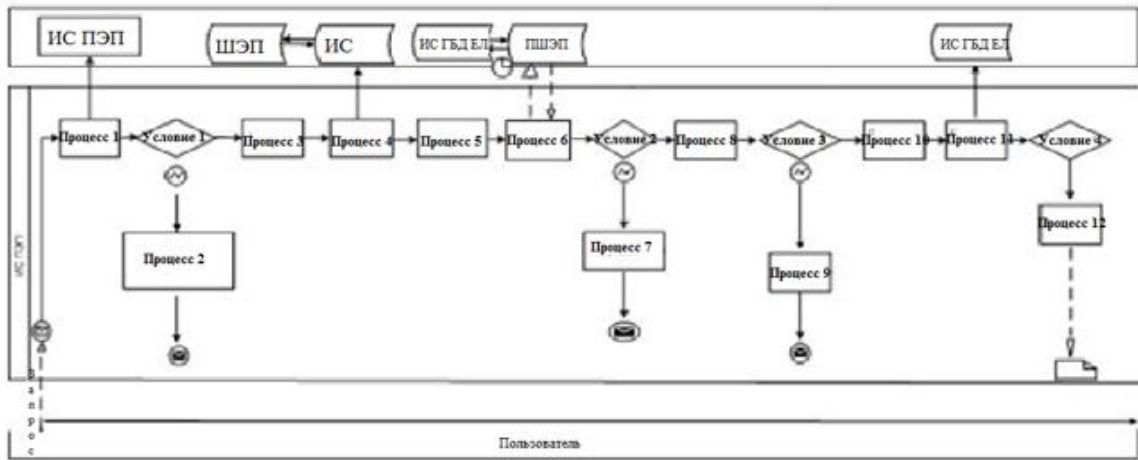 ИС ПЭП
ШЭП
ИС
ИС ГБД ЕЛ
ПШЭП
ИС ГБД ЕЛ
Процесс 1
Условие 1
Процесс 3
Процесс 4
Процесс 5
Процесс 6
Условие 2
Процесс 8
Условие 3
Процесс 10
Процесс 11
Условие 4
Процесс 2
Процесс 7
Процесс 9
Процесс 12
ИС ПЭП
Запрос
Пользователь